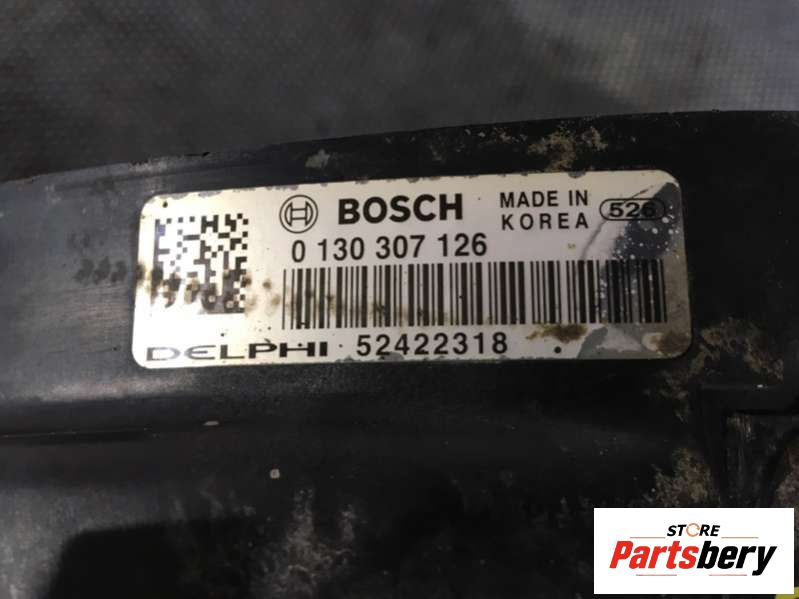 BOSCH
MADE IN
KOREA 526
0 130 307 126
DELPHI 52422318
STORE
Partsbery